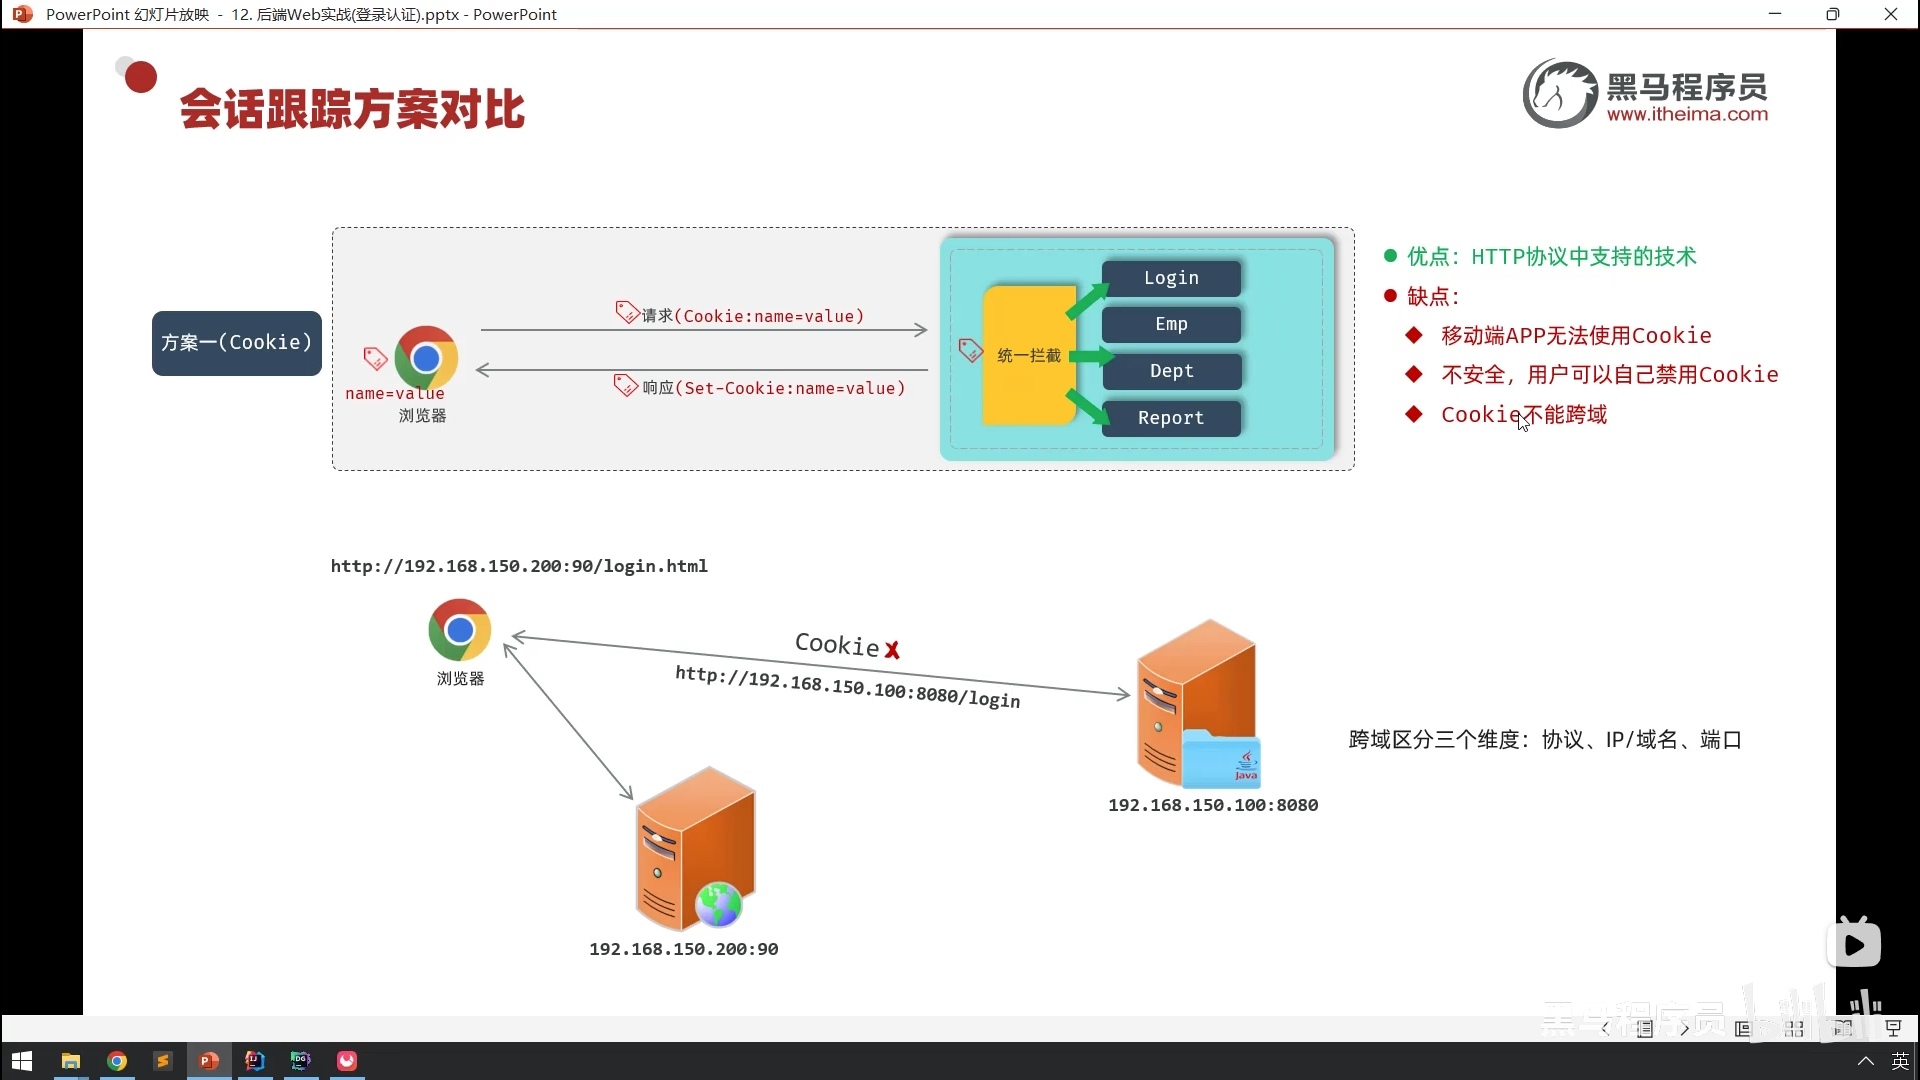 PowerPoint 幻灯片放映 - 12. 后端Web实战(登录认证).pptx - PowerPoint
会话跟踪方案对比
黑马程序员
www.itheima.com
方案一(Cookie)
name=value
浏览器
请求(Cookie:name=value)
响应(Set-Cookie:name=value)
统一拦截
Login
Emp
Dept
Report
优点：HTTP协议中支持的技术
缺点：
移动端APP无法使用Cookie
不安全，用户可以自己禁用Cookie
Cookie不能跨域
http://192.168.150.200:90/login.html
浏览器
Cookie
http://192.168.150.100:8080/login
Java
192.168.150.100:8080
跨域区分三个维度：协议、IP/域名、端口
192.168.150.200:90
黑马程序员
英